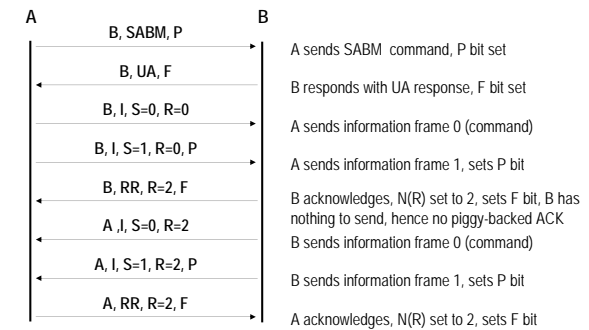 A B
B, SABM, P
A sends SABM command, P bit set
B, UA, F
B responds with UA response, F bit set
B, I, S=0, R=0
A sends information frame 0 (command)
B, I, S=1, R=0, P
A sends information frame 1, sets P bit
B, RR, R=2, F
B acknowledges, N(R) set to 2, sets F bit, B has
nothing to send, hence no piggy-backed ACK
A ,I, S=0, R=2
B sends information frame 0 (command)
A, I, S=1, R=2, P
B sends information frame 1, sets P bit
A, RR, R=2, F
A acknowledges, N(R) set to 2, sets F bit